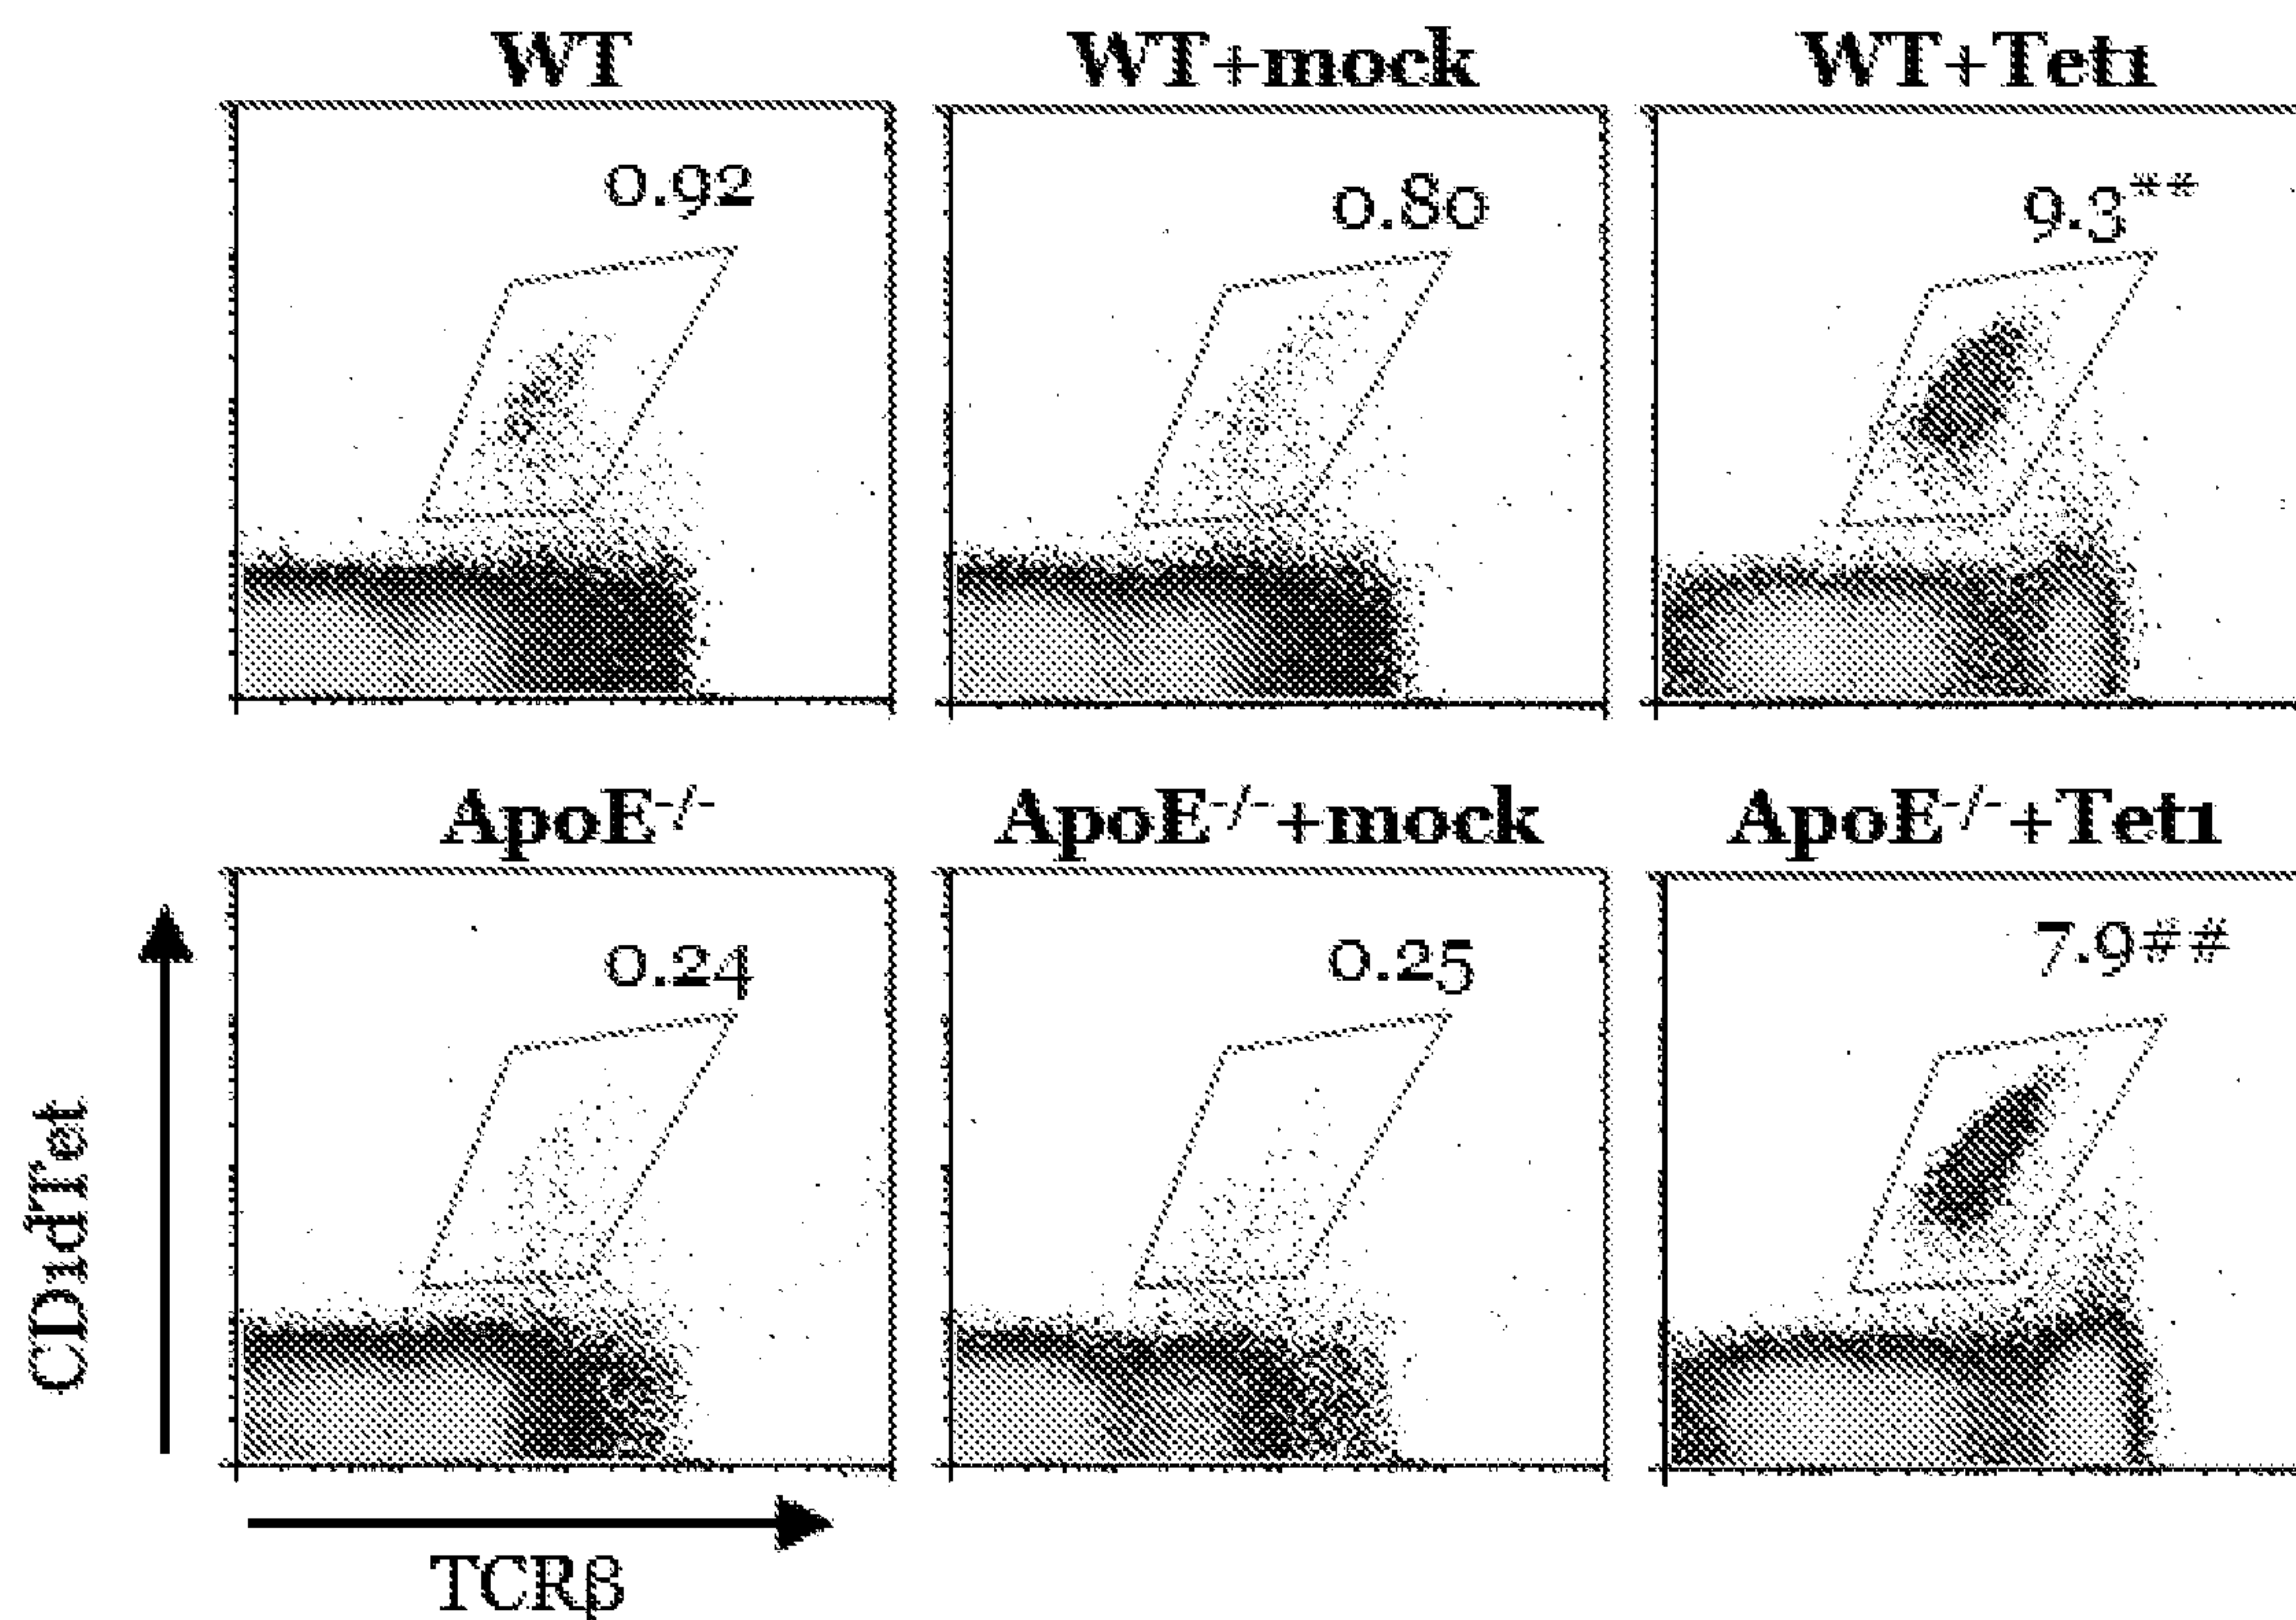 WT WT+mock WT+Tet1
0.92 0.80 9.3**
ApoE-/- ApoE-/-+mock ApoE-/-+Tet1
0.24 0.25 7.9##
CD1dTet
TCRβ